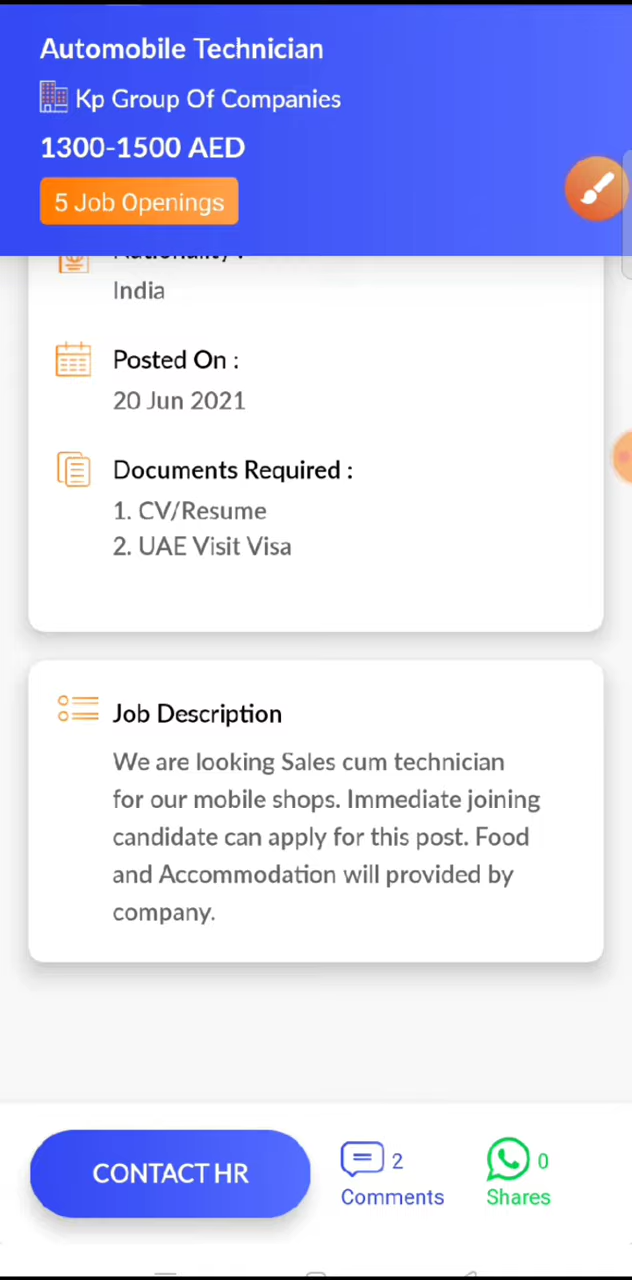 Automobile Technician
Kp Group Of Companies
1300-1500 AED
5 Job Openings
India
Posted On :
20 Jun 2021
Documents Required :
1. CV/Resume
2. UAE Visit Visa
Job Description
We are looking Sales cum technician
for our mobile shops. Immediate joining
candidate can apply for this post. Food
and Accommodation will provided by
company.
CONTACT HR
2
Comments
0
Shares